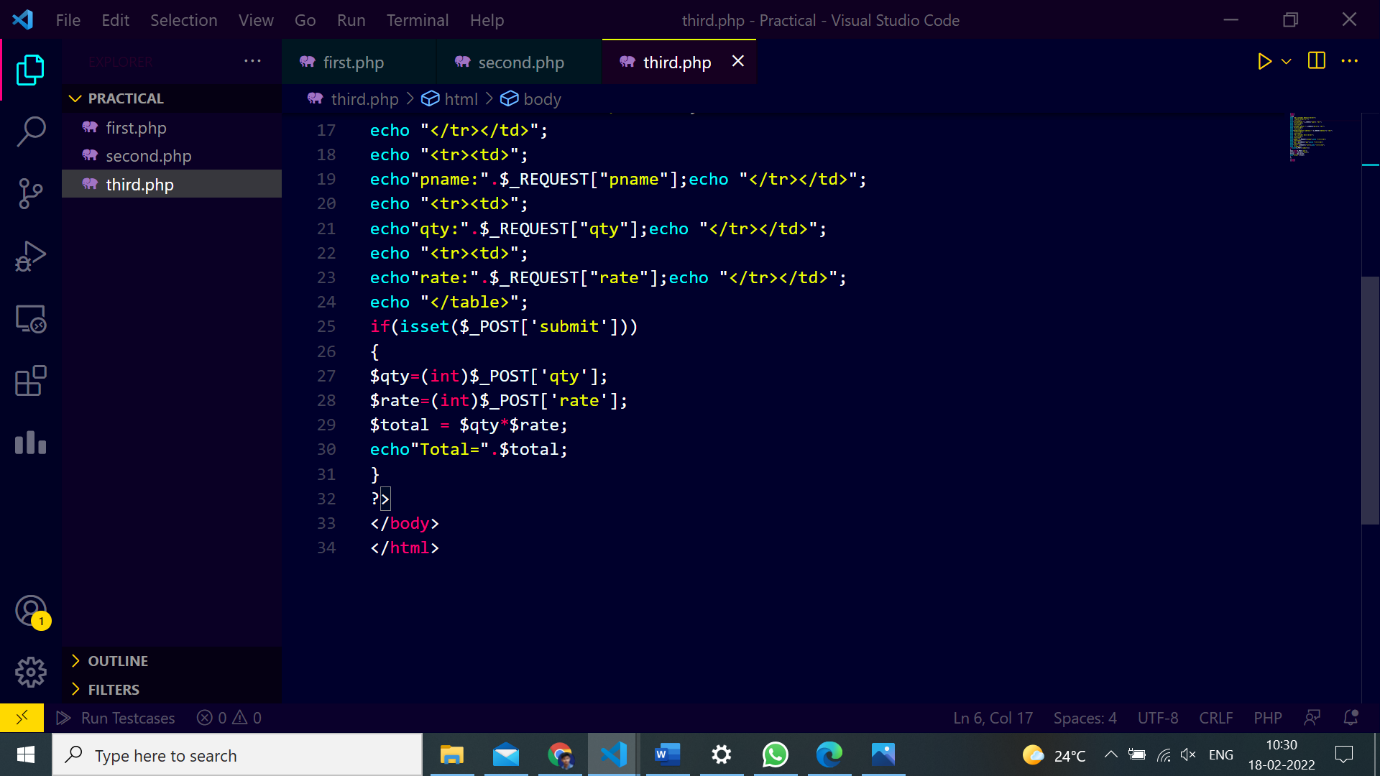 File Edit Selection View Go Run Terminal Help third.php - Practical - Visual Studio Code
EXPLORER
first.php second.php third.php
PRACTICAL
first.php
second.php
third.php
third.php > html > body
17 echo "</tr></td>";
18 echo "<tr><td>";
19 echo"pname:".$_REQUEST["pname"];echo "</tr></td>";
20 echo "<tr><td>";
21 echo"qty:".$_REQUEST["qty"];echo "</tr></td>";
22 echo "<tr><td>";
23 echo"rate:".$_REQUEST["rate"];echo "</tr></td>";
24 echo "</table>";
25 if(isset($_POST['submit']))
26 {
27 $qty=(int)$_POST['qty'];
28 $rate=(int)$_POST['rate'];
29 $total = $qty*$rate;
30 echo"Total=".$total;
31 }
32 ?>
33 </body>
34 </html>
1
OUTLINE
FILTERS
Run Testcases 0 0 Ln 6, Col 17 Spaces: 4 UTF-8 CRLF PHP
Type here to search 24°C ENG 10:30
18-02-2022